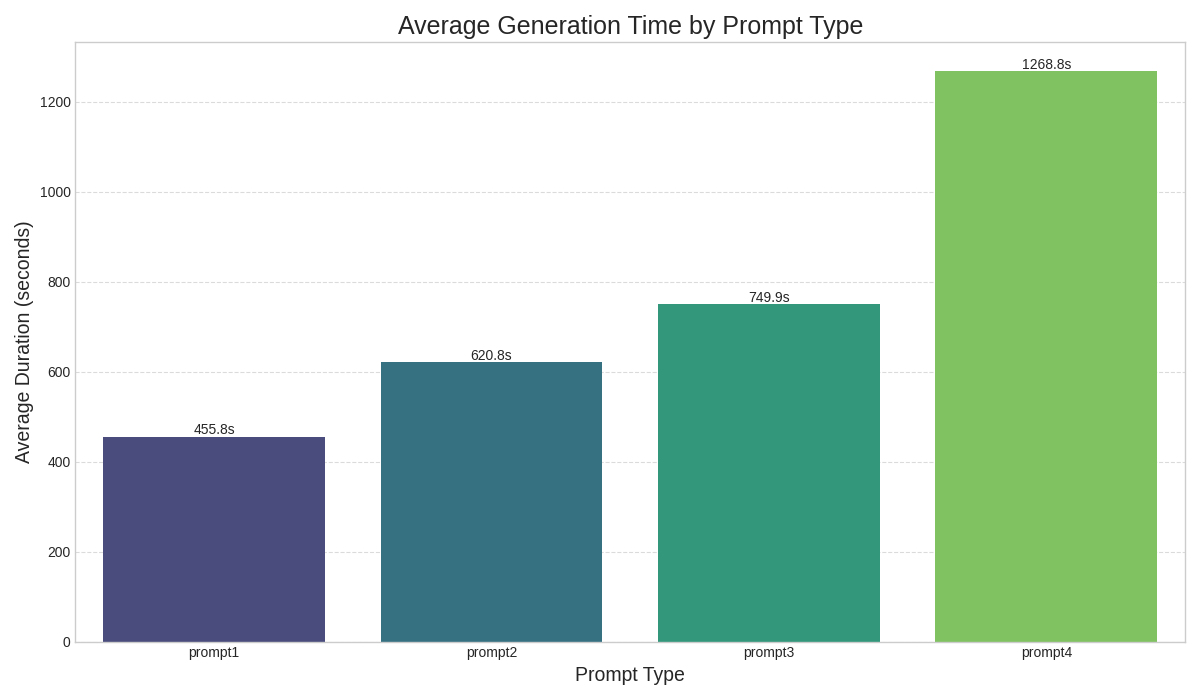 Average Generation Time by Prompt Type
Average Duration (seconds)
1200
1000
800
600
400
200
0
455.8s
620.8s
749.9s
1268.8s
prompt1
prompt2
prompt3
prompt4
Prompt Type